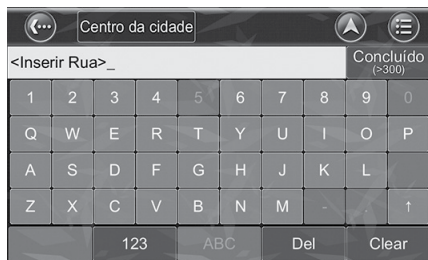 Centro da cidade
<Inserir Rua>_ Concluído
(>300)
1 2 3 4 5 6 7 8 9 0
Q W E R T Y U I O P
A S D F G H J K L
Z X C V B N M - . ↑
123 ABC Del Clear